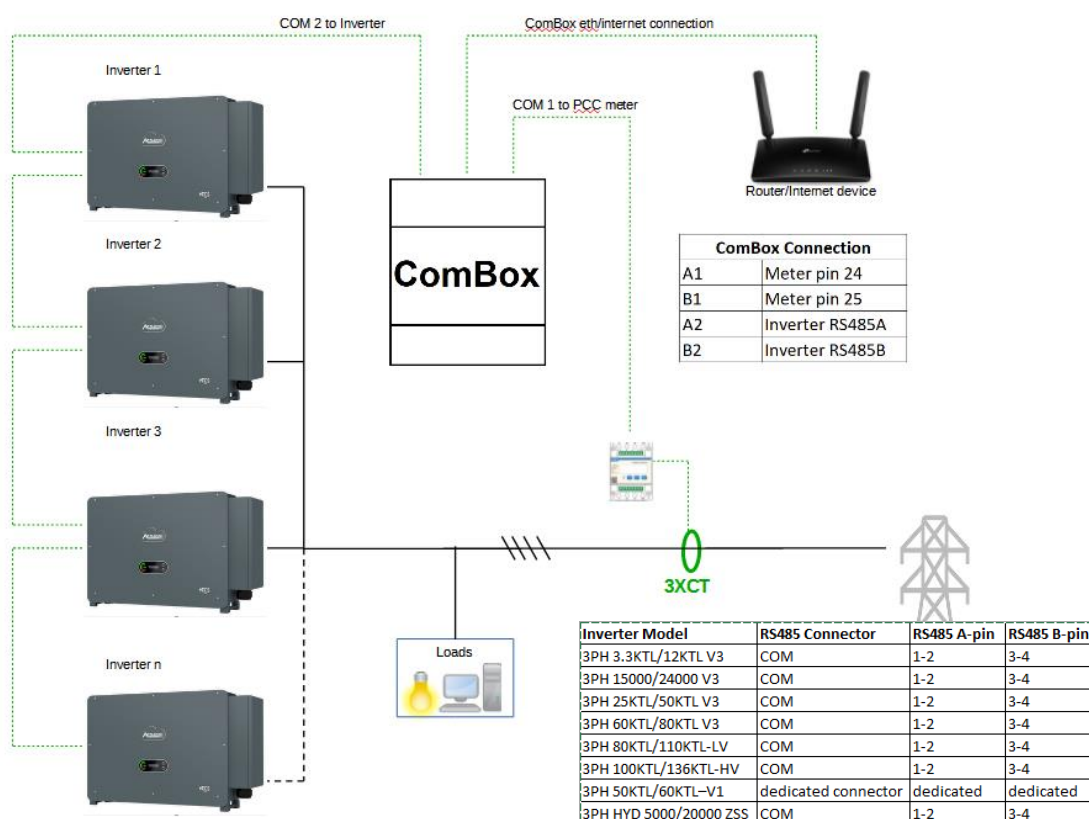 COM 2 to Inverter
ComBox eth/internet connection
Inverter 1
COM 1 to PCC meter
Router/Internet device
Inverter 2
ComBox
ComBox Connection
A1 Meter pin 24
B1 Meter pin 25
A2 Inverter RS485A
B2 Inverter RS485B
Inverter 3
3XCT
Loads
Inverter n
Inverter Model RS485 Connector RS485 A-pin RS485 B-pin
3PH 3.3KTL/12KTL V3 COM 1-2 3-4
3PH 15000/24000 V3 COM 1-2 3-4
3PH 25KTL/50KTL V3 COM 1-2 3-4
3PH 60KTL/80KTL V3 COM 1-2 3-4
3PH 80KTL/110KTL-LV COM 1-2 3-4
3PH 100KTL/136KTL-HV COM 1-2 3-4
3PH 50KTL/60KTL–V1 dedicated connector dedicated dedicated
3PH HYD 5000/20000 ZSS COM 1-2 3-4